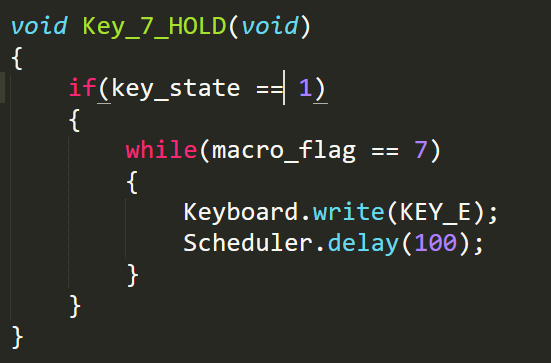 void Key_7_HOLD(void)
{
    if(key_state == 1)
    {
        while(macro_flag == 7)
        {
            Keyboard.write(KEY_E);
            Scheduler.delay(100);
        }
    }
}